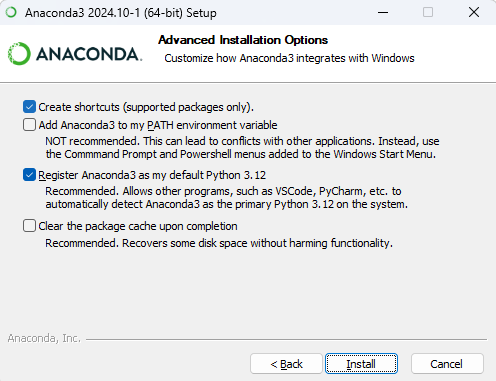 Anaconda3 2024.10-1 (64-bit) Setup
ANACONDA.
Advanced Installation Options
Customize how Anaconda3 integrates with Windows
Create shortcuts (supported packages only).
Add Anaconda3 to my PATH environment variable
NOT recommended. This can lead to conflicts with other applications. Instead, use
the Commmand Prompt and Powershell menus added to the Windows Start Menu.
Register Anaconda3 as my default Python 3.12
Recommended. Allows other programs, such as VSCode, PyCharm, etc. to
automatically detect Anaconda3 as the primary Python 3.12 on the system.
Clear the package cache upon completion
Recommended. Recovers some disk space without harming functionality.
Anaconda, Inc.
< Back
Install
Cancel